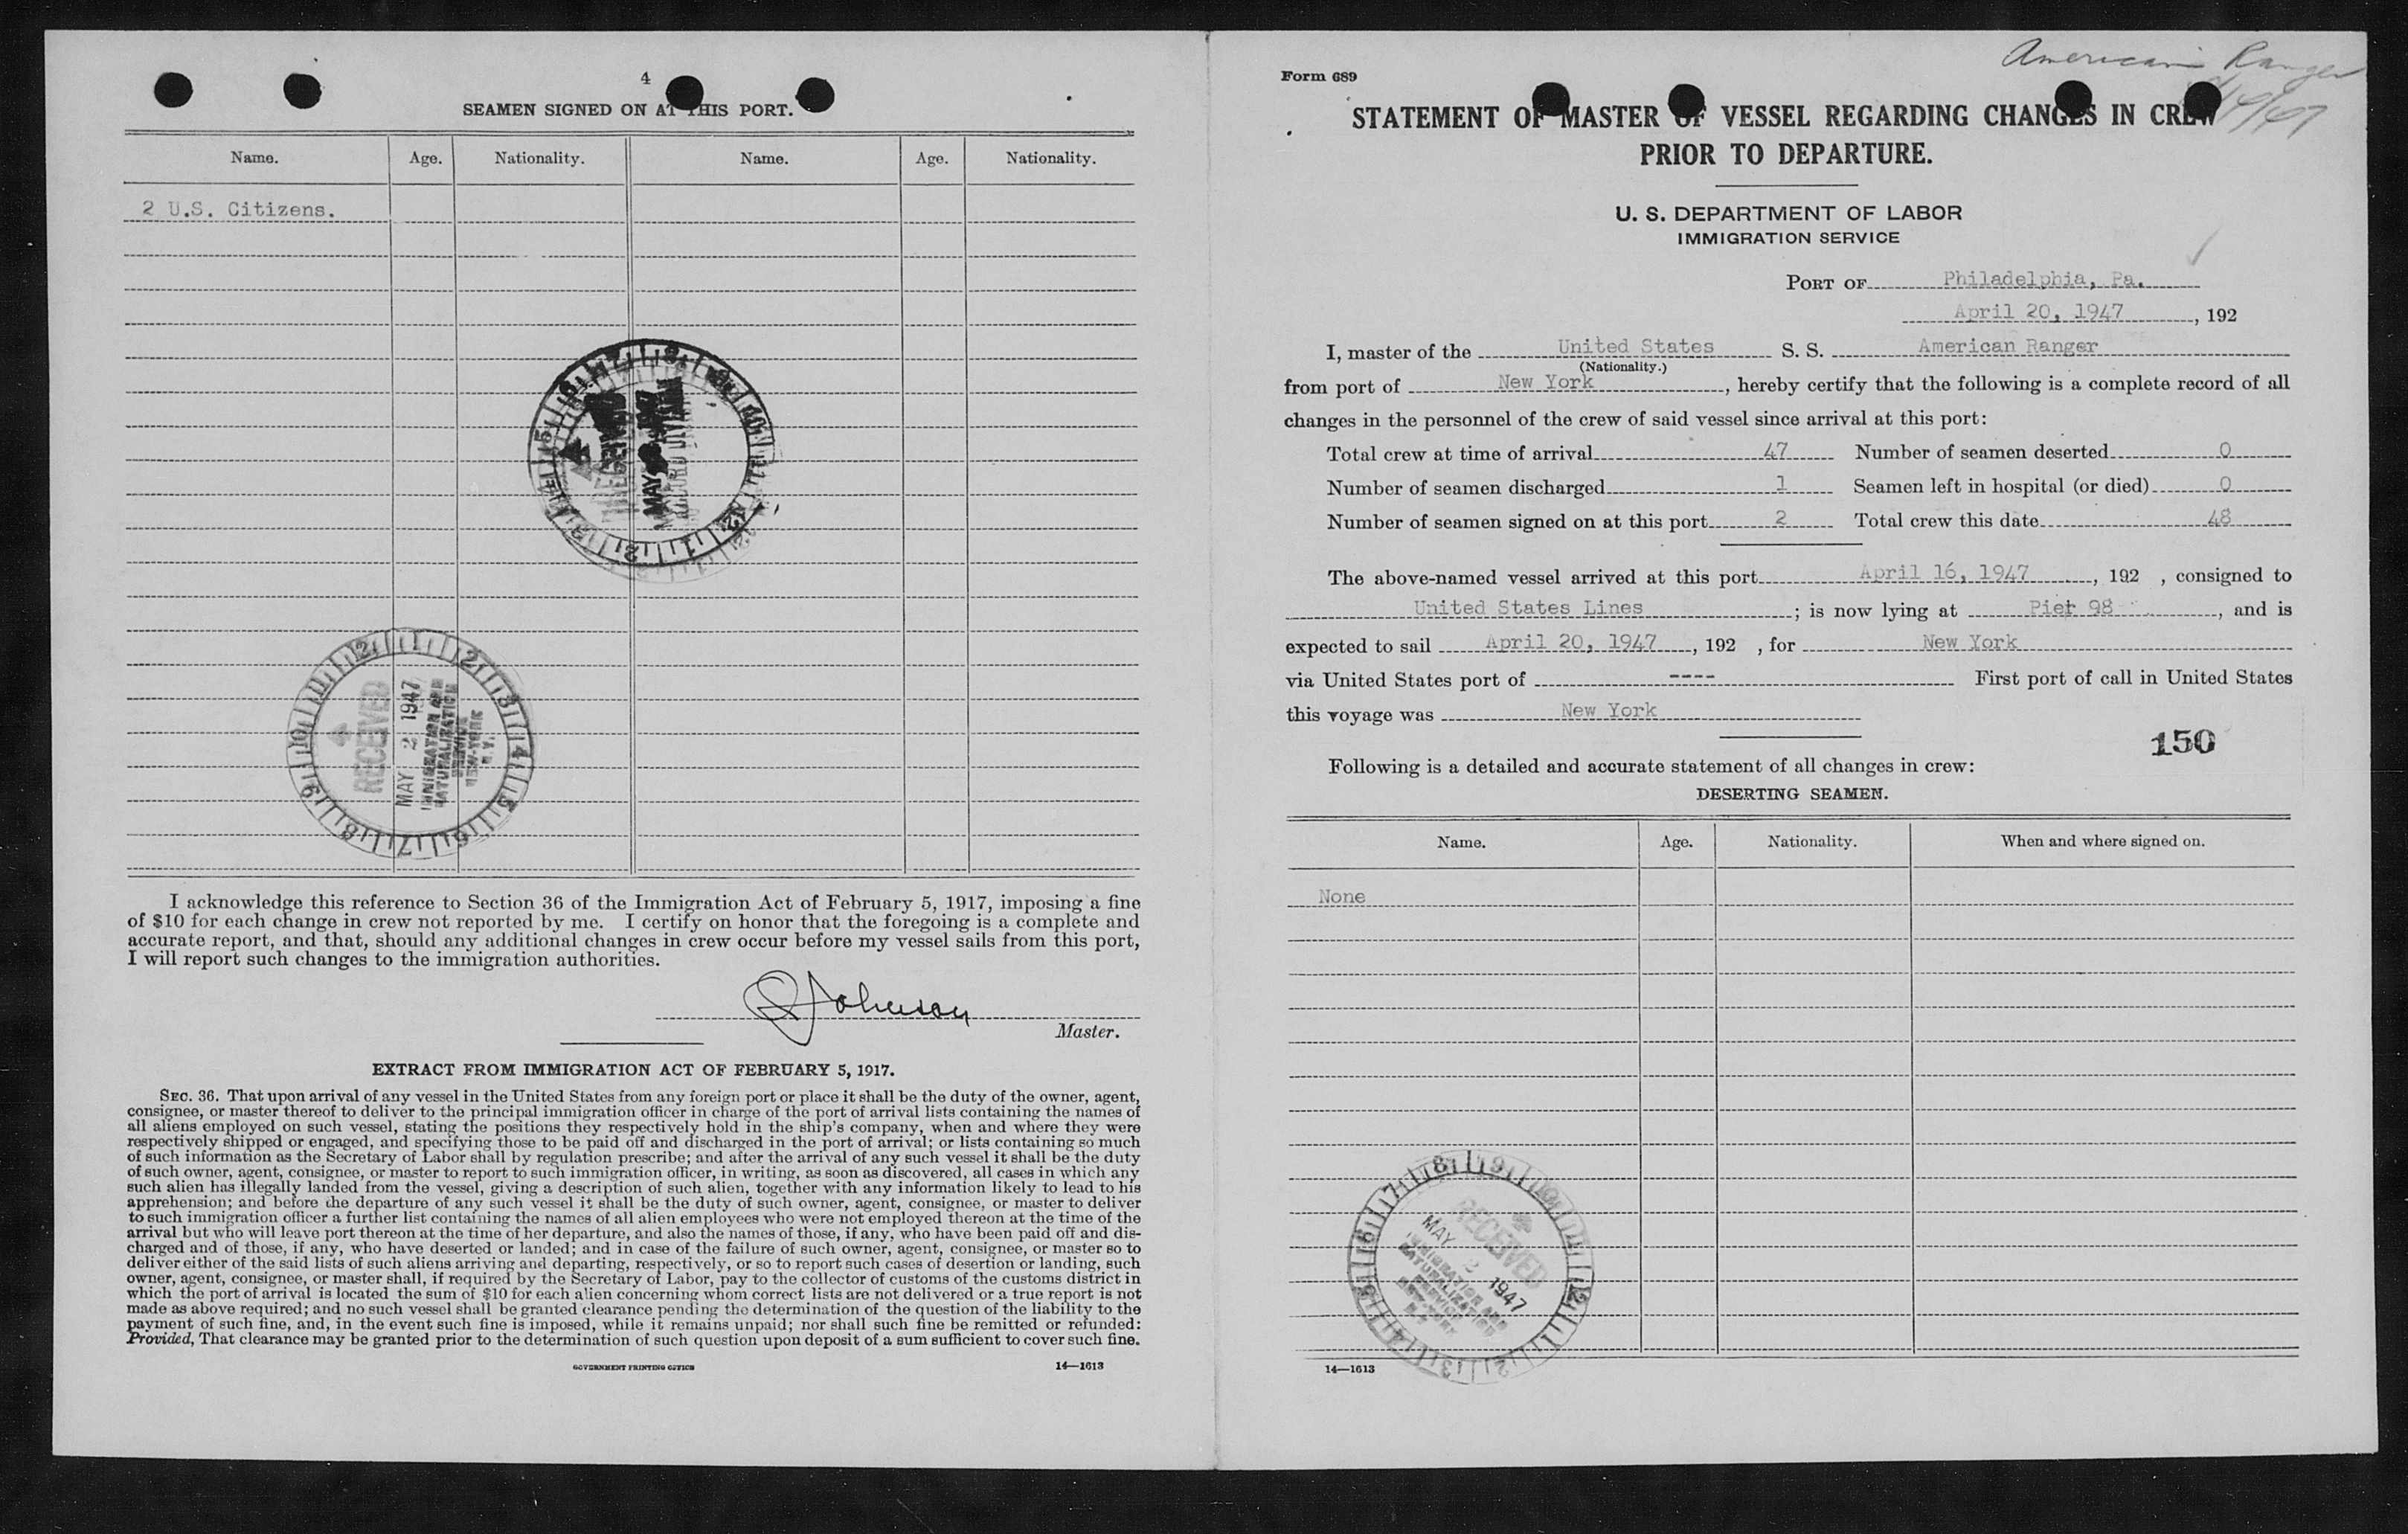 4
SEAMEN SIGNED ON AT THIS PORT.
Name. Age. Nationality. Name. Age. Nationality.
2 U.S. Citizens.
RECEIVED
MAY 2 1947
IMMIGRATION AND
NATURALIZATION
SERVICE
NEW-YORK
N.Y.
I acknowledge this reference to Section 36 of the Immigration Act of February 5, 1917, imposing a fine
of $10 for each change in crew not reported by me. I certify on honor that the foregoing is a complete and
accurate report, and that, should any additional changes in crew occur before my vessel sails from this port,
I will report such changes to the immigration authorities.
Johnson
Master.
EXTRACT FROM IMMIGRATION ACT OF FEBRUARY 5, 1917.
SEC. 36. That upon arrival of any vessel in the United States from any foreign port or place it shall be the duty of the owner, agent,
consignee, or master thereof to deliver to the principal immigration officer in charge of the port of arrival lists containing the names of
all aliens employed on such vessel, stating the positions they respectively hold in the ship's company, when and where they were
respectively shipped or engaged, and specifying those to be paid off and discharged in the port of arrival; or lists containing so much
of such information as the Secretary of Labor shall by regulation prescribe; and after the arrival of any such vessel it shall be the duty
of such owner, agent, consignee, or master to report to such immigration officer, in writing, as soon as discovered, all cases in which any
such alien has illegally landed from the vessel, giving a description of such alien, together with any information likely to lead to his
apprehension; and before the departure of any such vessel it shall be the duty of such owner, agent, consignee, or master to deliver
to such immigration officer a further list containing the names of all alien employees who were not employed thereon at the time of the
arrival but who will leave port thereon at the time of her departure, and also the names of those, if any, who have been paid off and dis-
charged and of those, if any, who have deserted or landed; and in case of the failure of such owner, agent, consignee, or master so to
deliver either of the said lists of such aliens arriving and departing, respectively, or so to report such cases of desertion or landing, such
owner, agent, consignee, or master shall, if required by the Secretary of Labor, pay to the collector of customs of the customs district in
which the port of arrival is located the sum of $10 for each alien concerning whom correct lists are not delivered or a true report is not
made as above required; and no such vessel shall be granted clearance pending the determination of the question of the liability to the
payment of such fine, and, in the event such fine is imposed, while it remains unpaid; nor shall such fine be remitted or refunded:
Provided, That clearance may be granted prior to the determination of such question upon deposit of a sum sufficient to cover such fine.
GOVERNMENT PRINTING OFFICE 14—1613
American Ranger
Form 689
STATEMENT OF MASTER OF VESSEL REGARDING CHANGES IN CREW
PRIOR TO DEPARTURE.
U. S. DEPARTMENT OF LABOR
IMMIGRATION SERVICE
PORT OF Philadelphia, Pa.
April 20, 1947, 192
I, master of the United States S. S. American Ranger
(Nationality.)
from port of New York, hereby certify that the following is a complete record of all
changes in the personnel of the crew of said vessel since arrival at this port:
Total crew at time of arrival 47 Number of seamen deserted 0
Number of seamen discharged 1 Seamen left in hospital (or died) 0
Number of seamen signed on at this port 2 Total crew this date 48
The above-named vessel arrived at this port April 16, 1947, 192 , consigned to
United States Lines; is now lying at Pier 98, and is
expected to sail April 20, 1947, 192 , for New York
via United States port of ---- First port of call in United States
this voyage was New York
150
Following is a detailed and accurate statement of all changes in crew:
DESERTING SEAMEN.
Name. Age. Nationality. When and where signed on.
None
RECEIVED
MAY 2 1947
IMMIGRATION AND
NATURALIZATION
SERVICE
NEW-YORK
N.Y.
14—1613